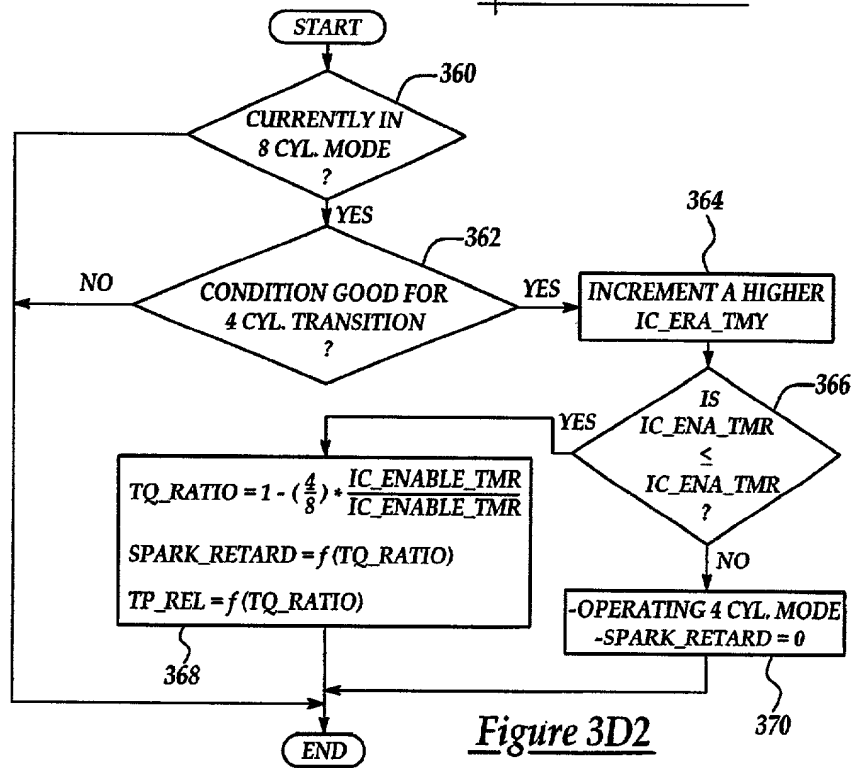 START
360
CURRENTLY IN
8 CYL. MODE
?
YES
362
CONDITION GOOD FOR
4 CYL. TRANSITION
?
NO
YES
364
INCREMENT A HIGHER
IC_ERA_TMY
366
IS
IC_ENA_TMR
≤
IC_ENA_TMR
?
YES
NO
TQ_RATIO = 1 - (4/8) * IC_ENABLE_TMR / IC_ENABLE_TMR
SPARK_RETARD = f (TQ_RATIO)
TP_REL = f (TQ_RATIO)
368
-OPERATING 4 CYL. MODE
-SPARK_RETARD = 0
370
END
Figure 3D2